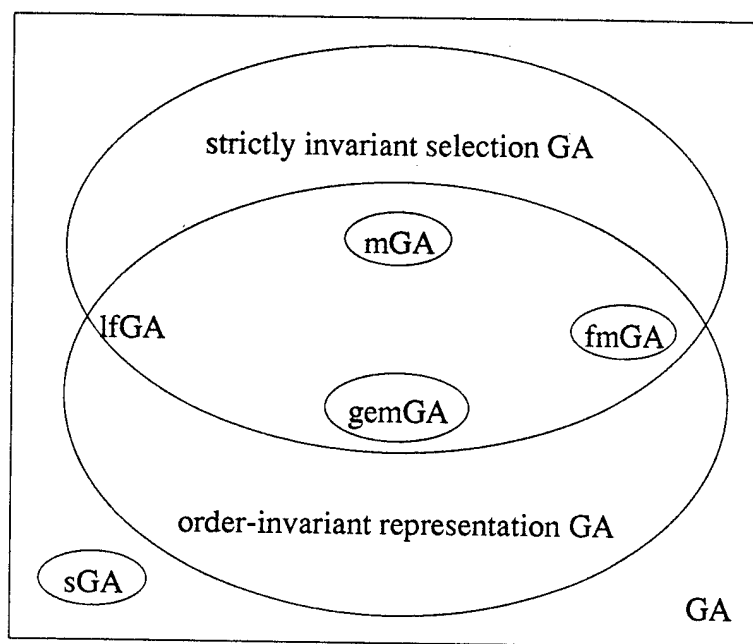 strictly invariant selection GA
mGA
lfGA
fmGA
gemGA
order-invariant representation GA
sGA
GA